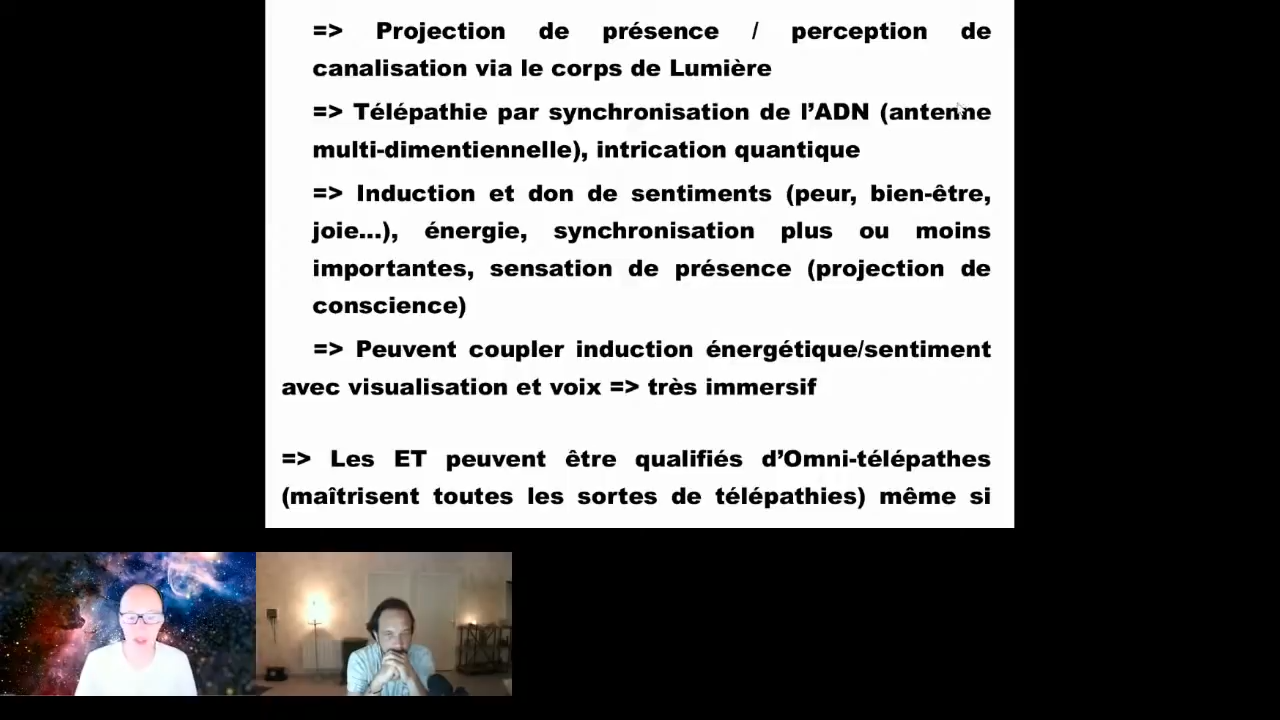 => Projection de présence / perception de
canalisation via le corps de Lumière
=> Télépathie par synchronisation de l’ADN (antenne
multi-dimentiennelle), intrication quantique
=> Induction et don de sentiments (peur, bien-être,
joie...), énergie, synchronisation plus ou moins
importantes, sensation de présence (projection de
conscience)
=> Peuvent coupler induction énergétique/sentiment
avec visualisation et voix => très immersif
=> Les ET peuvent être qualifiés d’Omni-télépathes
(maîtrisent toutes les sortes de télépathies) même si